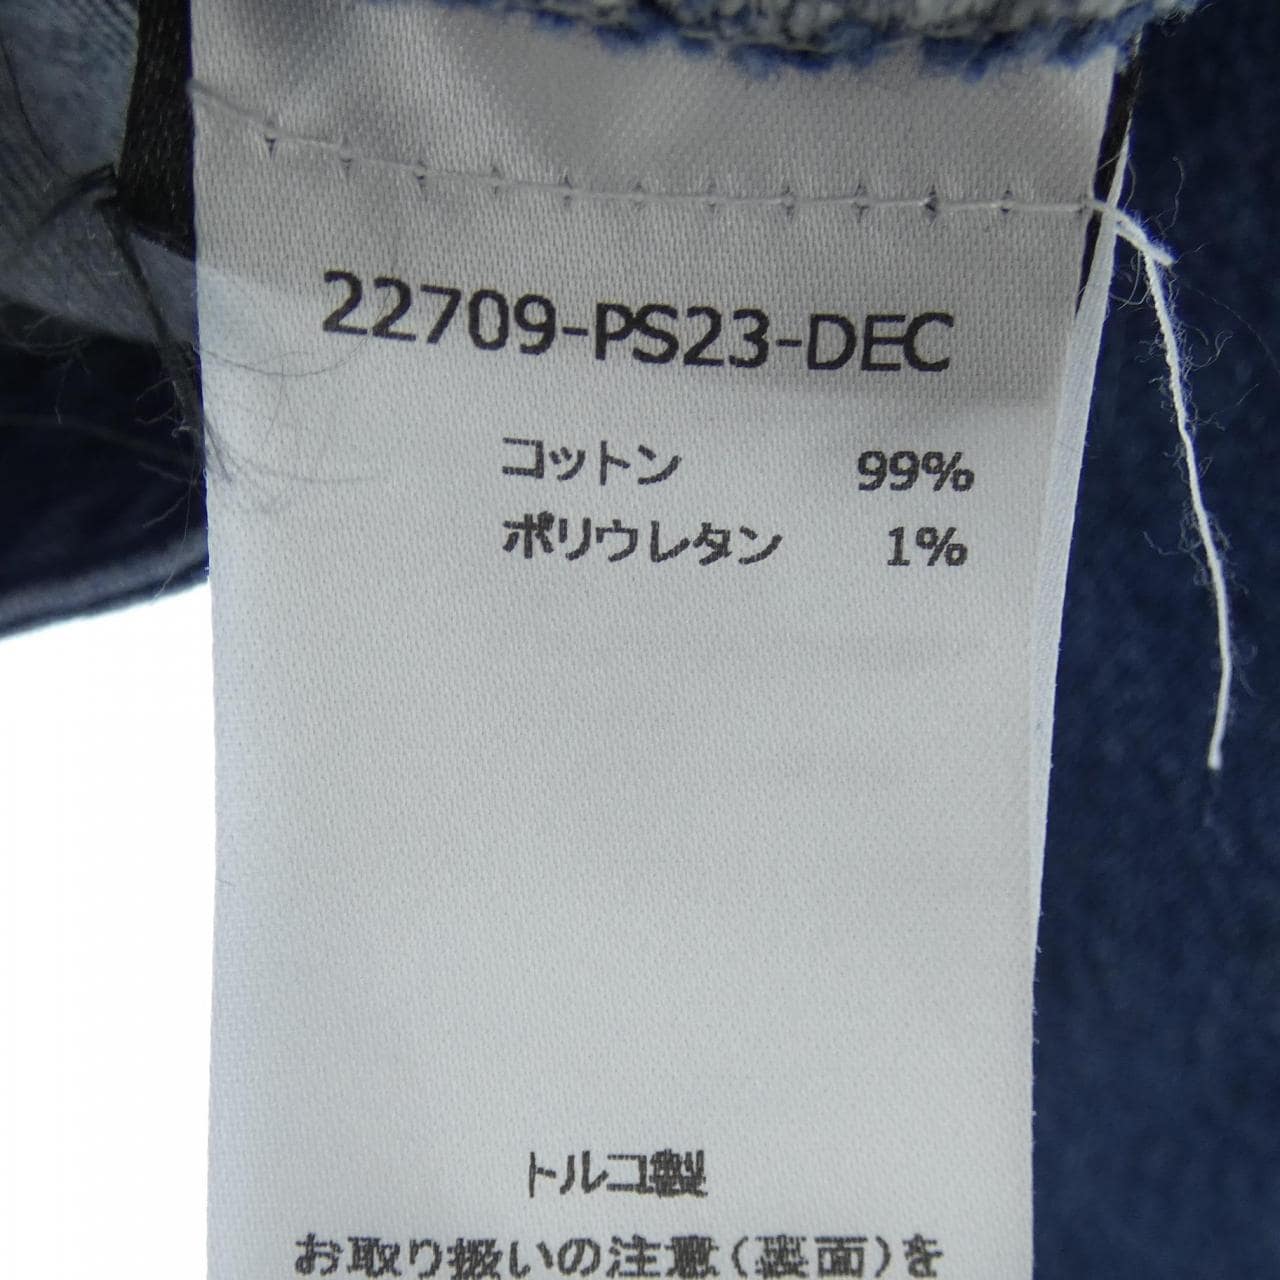 22709-PS23-DEC
コットン 99%
ポリウレタン 1%
トルコ製
お取り扱いの注意(裏面)を